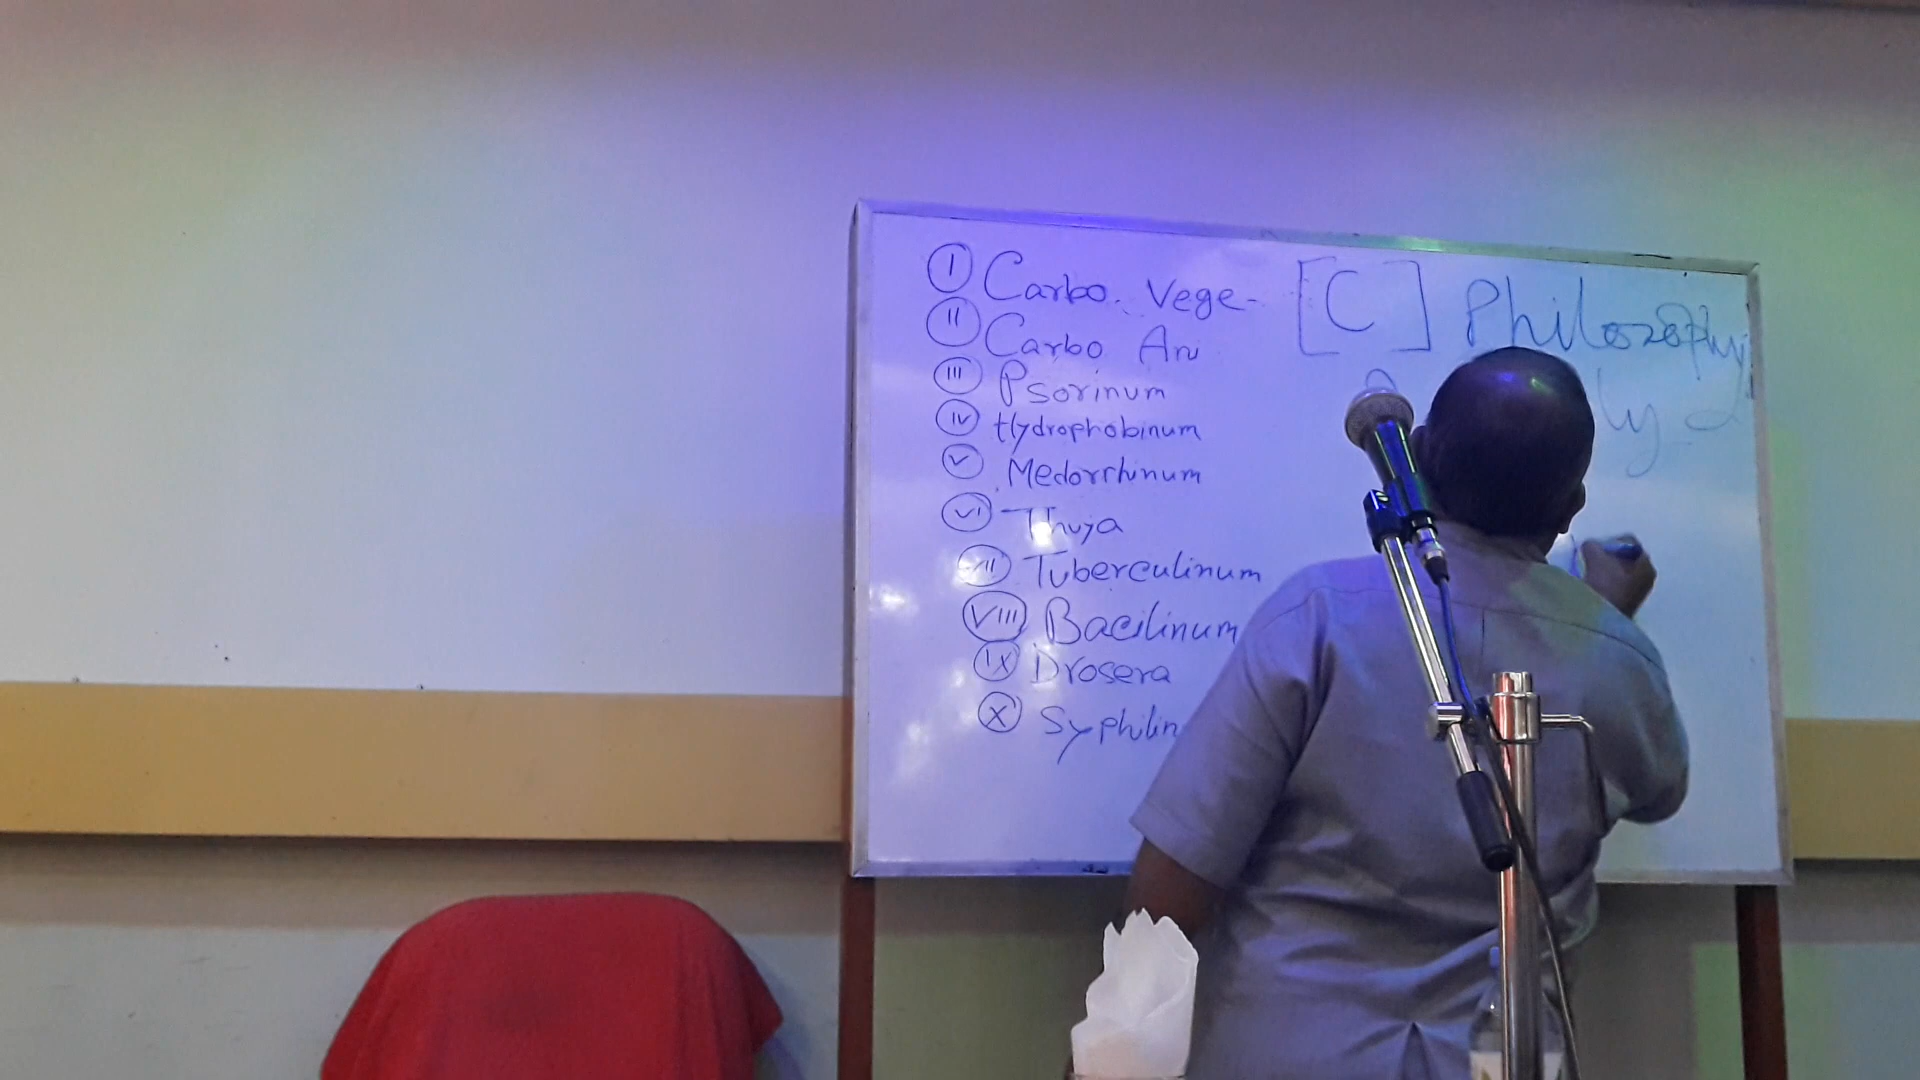 I Carbo. Vege-
II Carbo Ani
III Psorinum
IV Hydrophobinum
V Medorrhinum
VI Thuja
VII Tuberculinum
VIII Bacilinum
IX Drosera
X Syphilin
[C] Philosophy